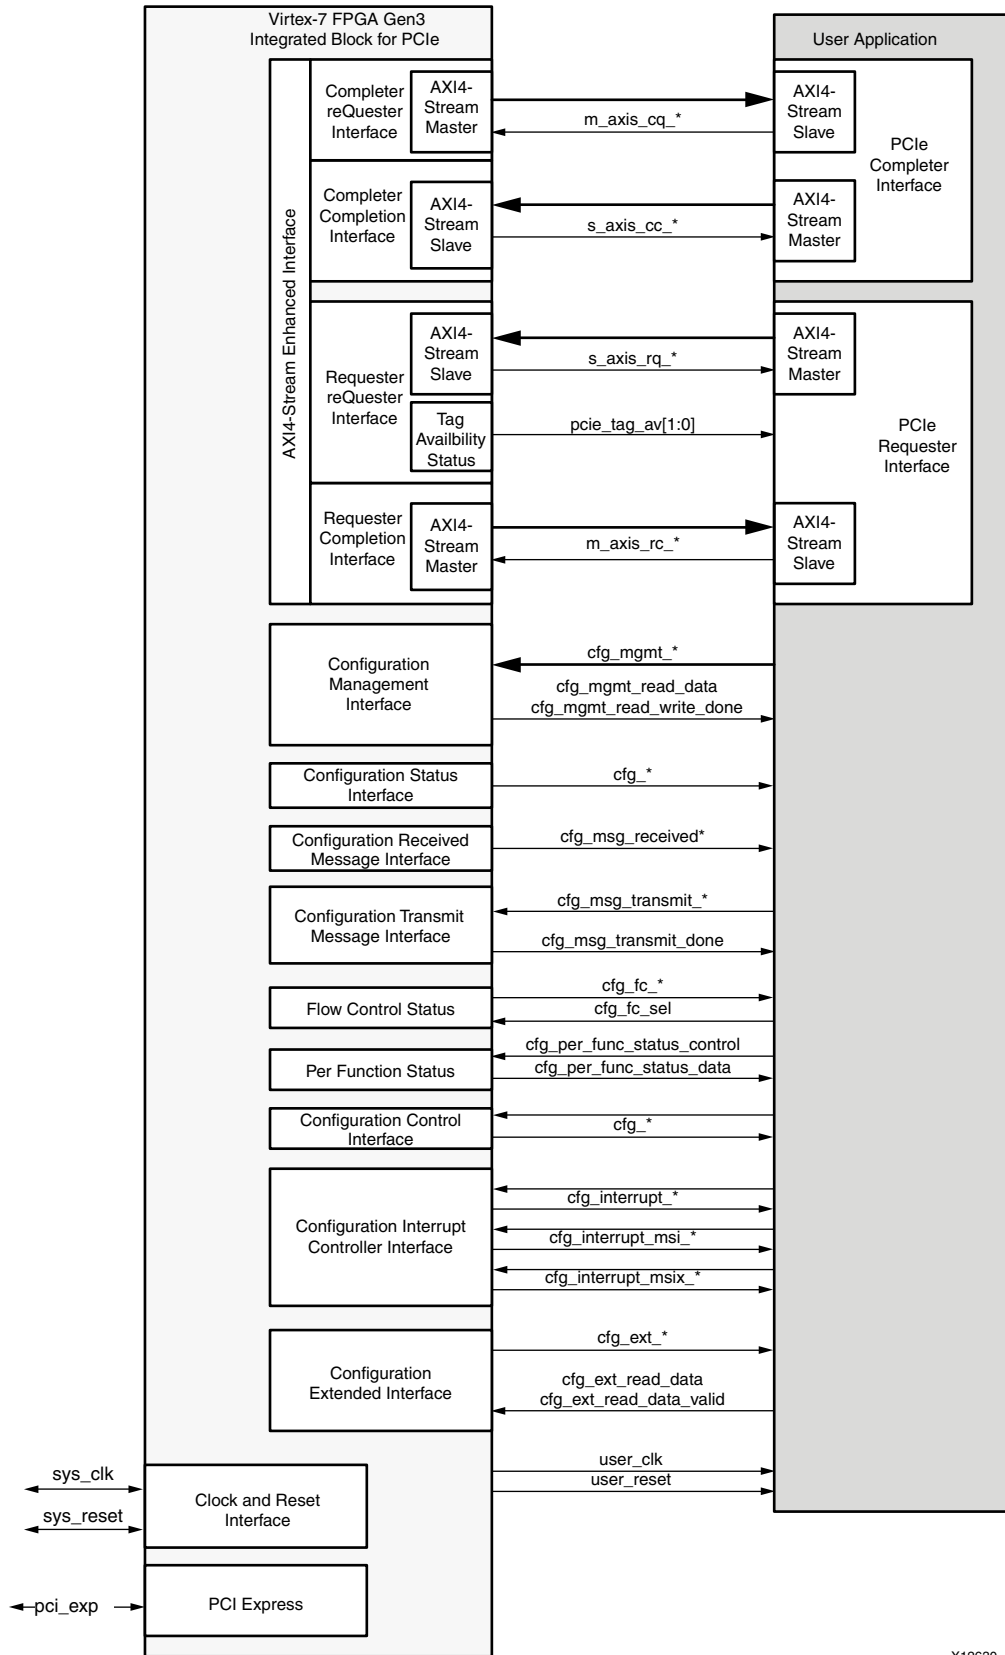 Virtex-7 FPGA Gen3
Integrated Block for PCIe
User Application
AXI4-Stream Enhanced Interface
Completer
reQuester
Interface
AXI4-
Stream
Master
m_axis_cq_*
AXI4-
Stream
Slave
PCIe
Completer
Interface
Completer
Completion
Interface
AXI4-
Stream
Slave
s_axis_cc_*
AXI4-
Stream
Master
Requester
reQuester
Interface
AXI4-
Stream
Slave
s_axis_rq_*
AXI4-
Stream
Master
Tag
Availbility
Status
pcie_tag_av[1:0]
PCIe
Requester
Interface
Requester
Completion
Interface
AXI4-
Stream
Master
m_axis_rc_*
AXI4-
Stream
Slave
Configuration
Management
Interface
cfg_mgmt_*
cfg_mgmt_read_data
cfg_mgmt_read_write_done
Configuration Status
Interface
cfg_*
Configuration Received
Message Interface
cfg_msg_received*
Configuration Transmit
Message Interface
cfg_msg_transmit_*
cfg_msg_transmit_done
Flow Control Status
cfg_fc_*
cfg_fc_sel
Per Function Status
cfg_per_func_status_control
cfg_per_func_status_data
Configuration Control
Interface
cfg_*
Configuration Interrupt
Controller Interface
cfg_interrupt_*
cfg_interrupt_msi_*
cfg_interrupt_msix_*
Configuration
Extended Interface
cfg_ext_*
cfg_ext_read_data
cfg_ext_read_data_valid
user_clk
user_reset
sys_clk
sys_reset
Clock and Reset
Interface
pci_exp
PCI Express